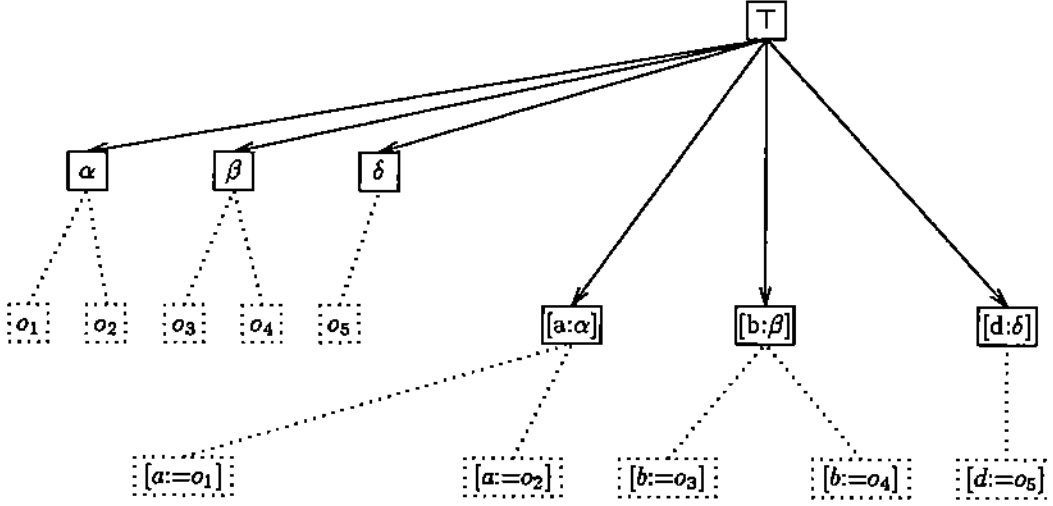 ⊤
α β δ
o₁ o₂ o₃ o₄ o₅ [a:α] [b:β] [d:δ]
[a:=o₁] [a:=o₂] [b:=o₃] [b:=o₄] [d:=o₅]